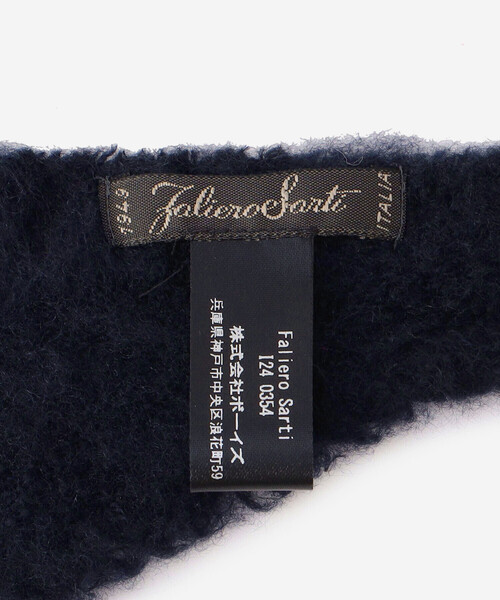 1949
Faliero Sarti
ITALIA
Faliero Sarti
I24 0354
株式会社ボーイズ
兵庫県神戸市中央区浪花町59